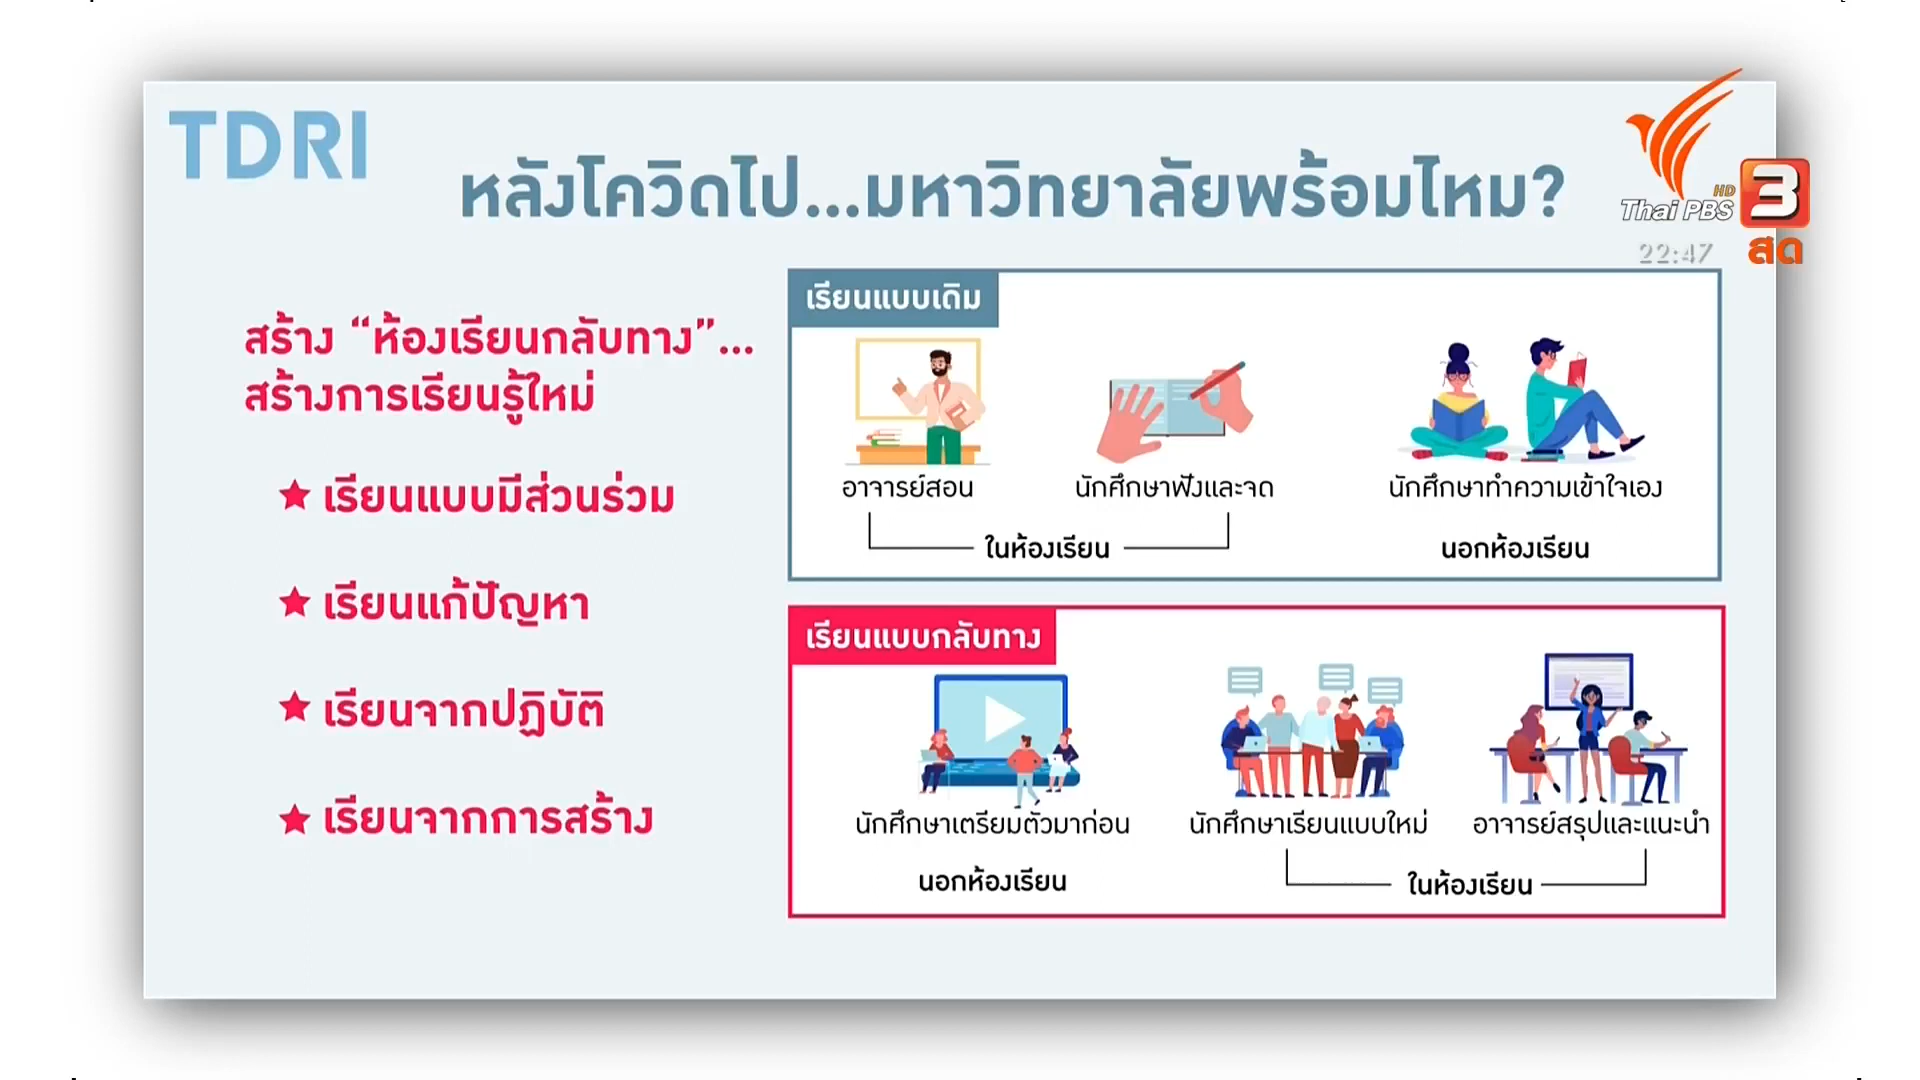 TDRI
หลังโควิดไป...มหาวิทยาลัยพร้อมไหม?
HD
Thai PBS
3
22:47
สด
สร้าง “ห้องเรียนกลับทาง”...
สร้างการเรียนรู้ใหม่
★ เรียนแบบมีส่วนร่วม
★ เรียนแก้ปัญหา
★ เรียนจากปฏิบัติ
★ เรียนจากการสร้าง
เรียนแบบเดิม
อาจารย์สอน
นักศึกษาฟังและจด
นักศึกษาทำความเข้าใจเอง
ในห้องเรียน
นอกห้องเรียน
เรียนแบบกลับทาง
นักศึกษาเตรียมตัวมาก่อน
นักศึกษาเรียนแบบใหม่
อาจารย์สรุปและแนะนำ
นอกห้องเรียน
ในห้องเรียน